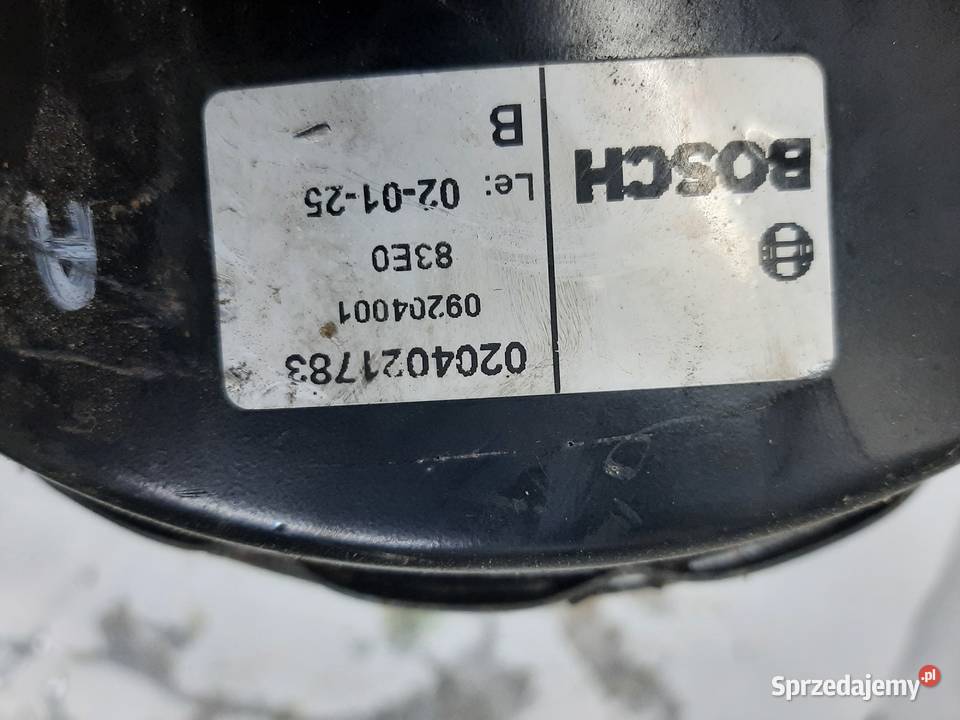 BOSCH
0204021783
09204001
83E0
Le: 02-01-25
B
A
Sprzedajemy.pl